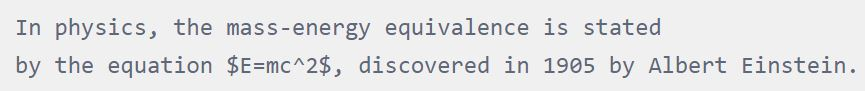 In physics, the mass-energy equivalence is stated
by the equation $E=mc^2$, discovered in 1905 by Albert Einstein.